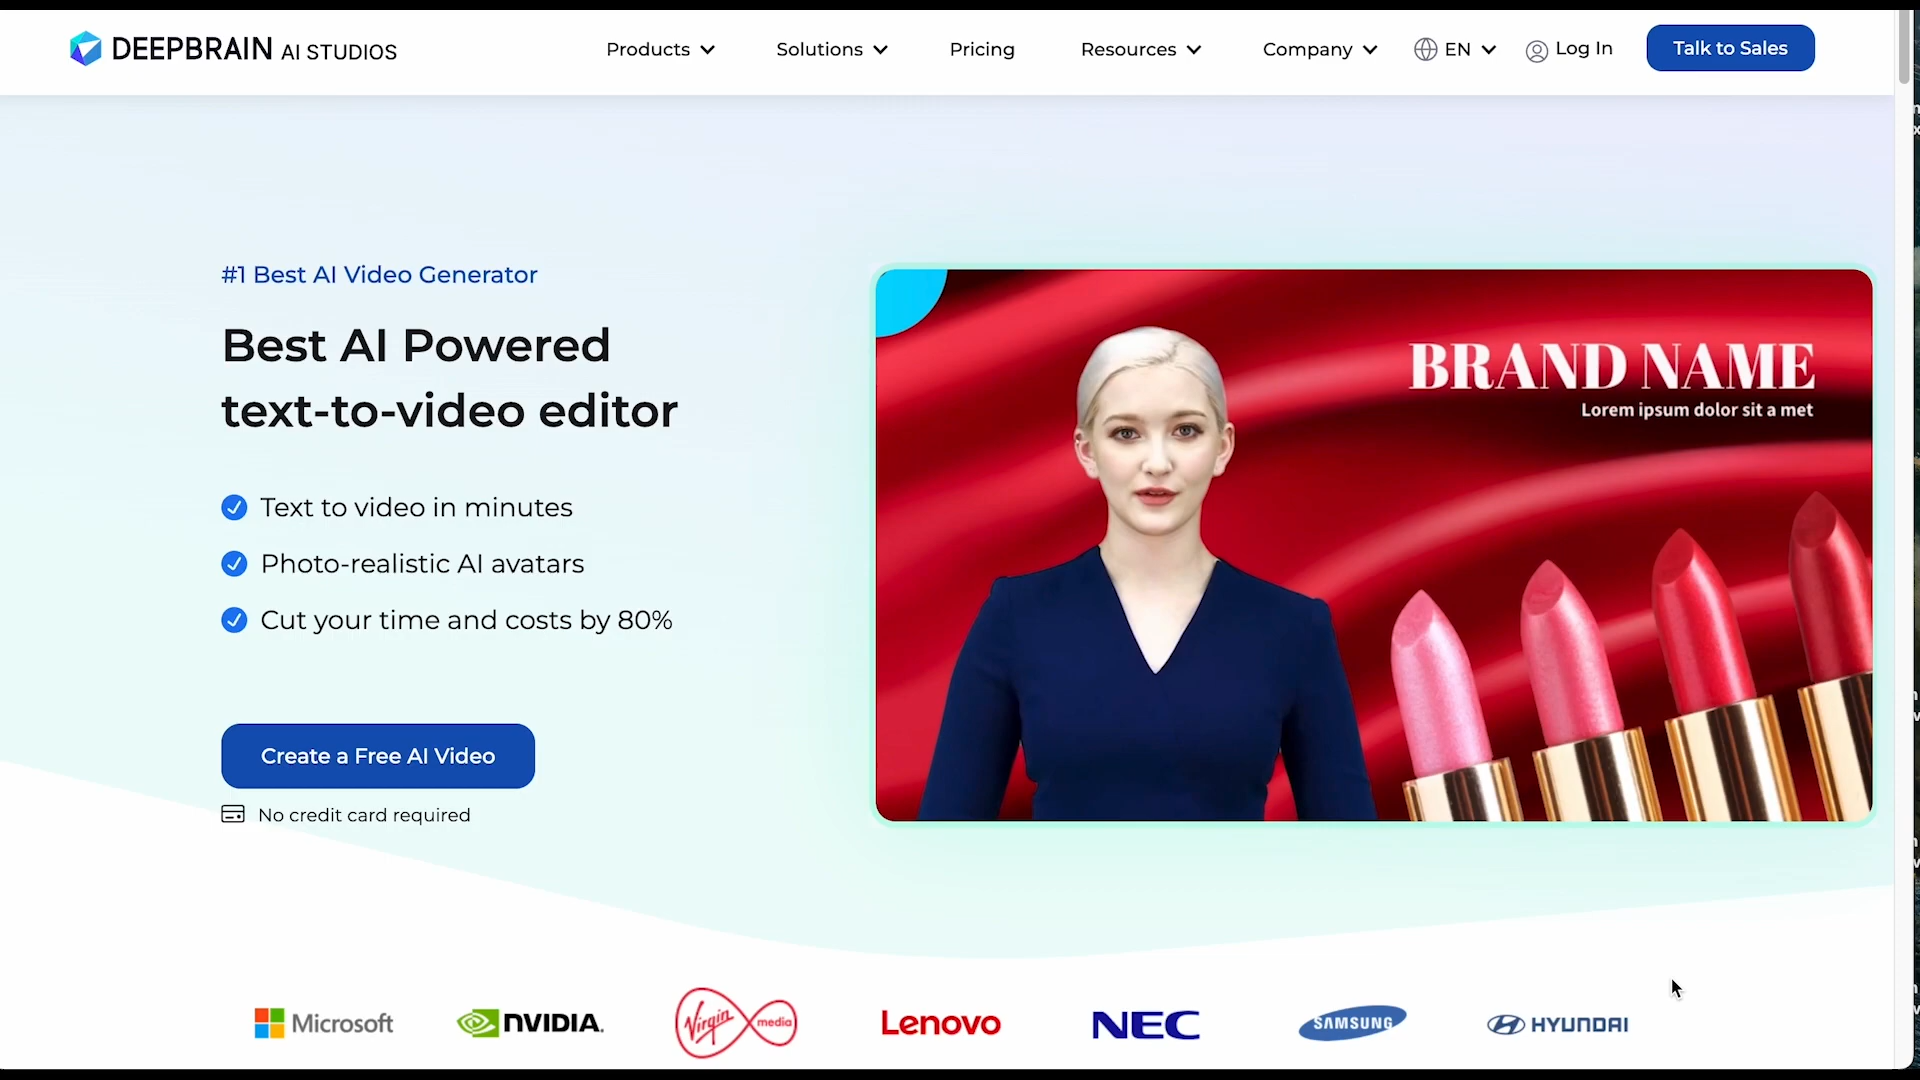 DEEPBRAIN AI STUDIOS
Products
Solutions
Pricing
Resources
Company
EN
Log In
Talk to Sales
#1 Best AI Video Generator
Best AI Powered
text-to-video editor
Text to video in minutes
Photo-realistic AI avatars
Cut your time and costs by 80%
Create a Free AI Video
No credit card required
BRAND NAME
Lorem ipsum dolor sit a met
Microsoft
NVIDIA.
Virgin media
Lenovo
NEC
SAMSUNG
HYUNDAI